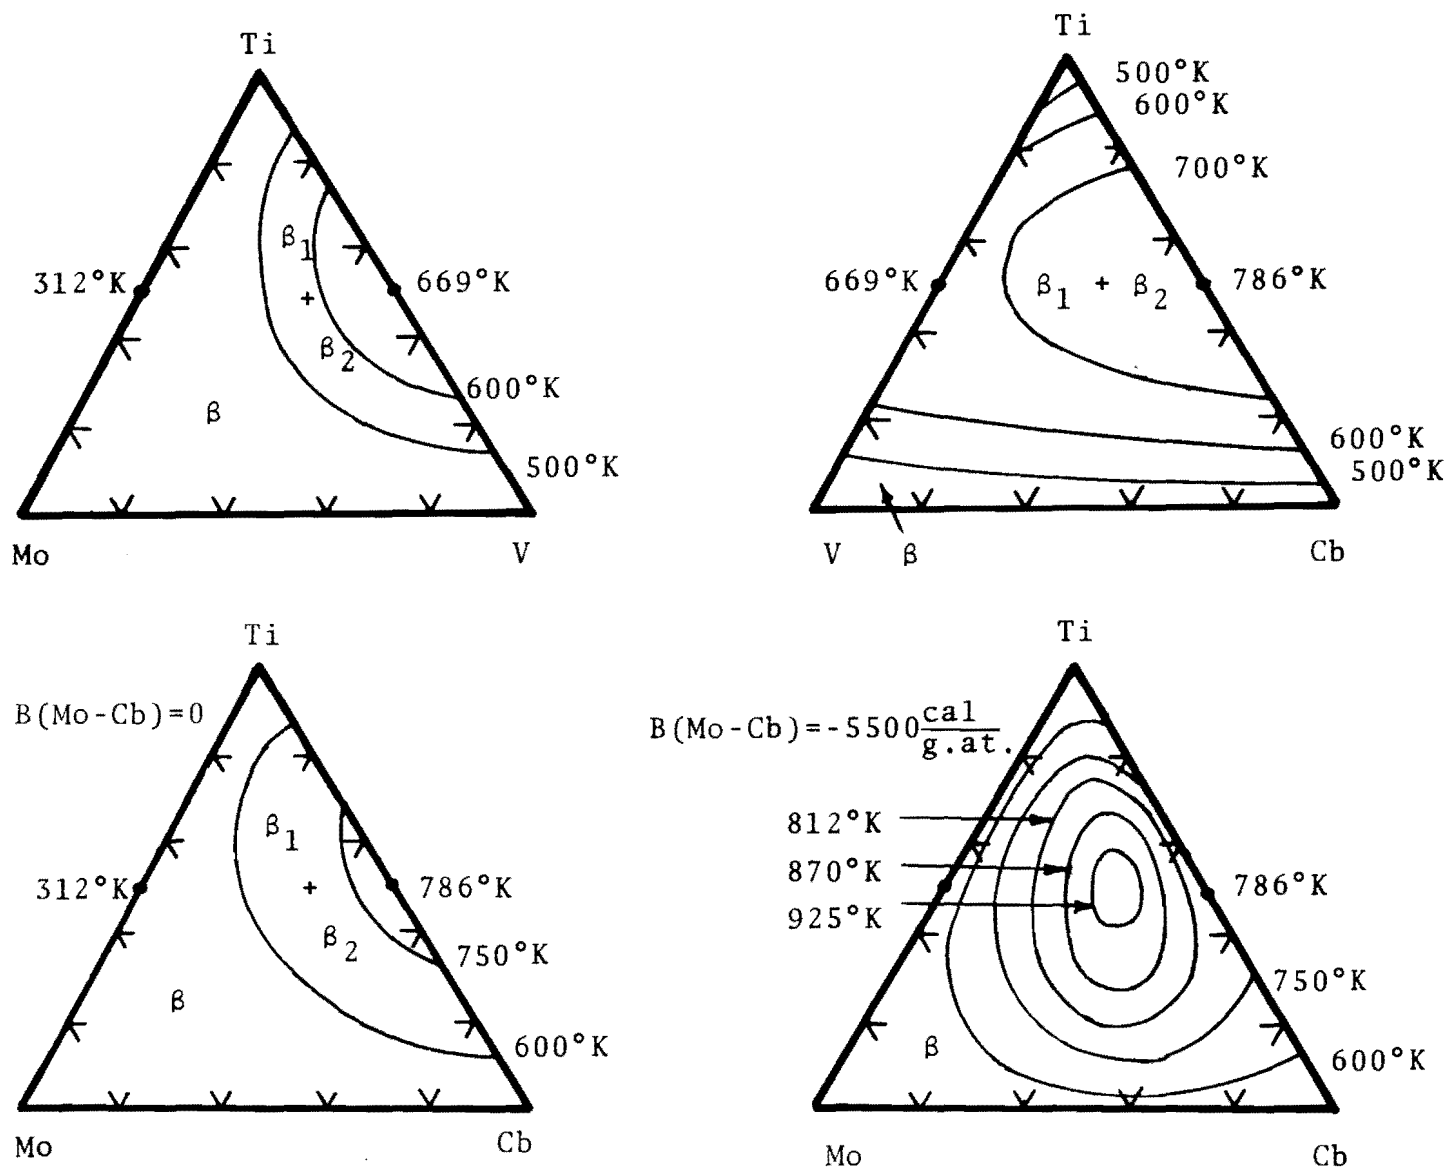 Ti
312°K
669°K
β1
+
β2
600°K
β
500°K
Mo
V
Ti
500°K
600°K
700°K
669°K
β1 + β2
786°K
600°K
500°K
V
β
Cb
Ti
B(Mo-Cb)=0
β1
312°K
+
786°K
β2
750°K
β
600°K
Mo
Cb
Ti
B(Mo-Cb)=-5500 cal
g.at.
812°K
870°K
925°K
786°K
750°K
β
600°K
Mo
Cb